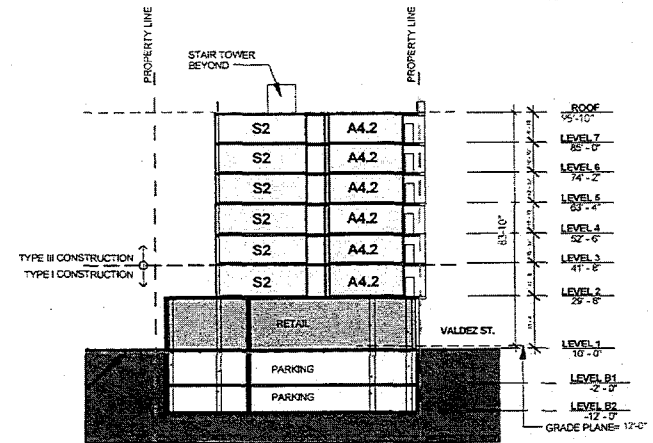 PROPERTY LINE
PROPERTY LINE
STAIR TOWER
BEYOND
ROOF
95'-10"
S2 A4.2
LEVEL 7
85' - 0"
S2 A4.2
LEVEL 6
74' - 2"
S2 A4.2
LEVEL 5
63' - 4"
S2 A4.2
LEVEL 4
52' - 6"
83'-10"
S2 A4.2
TYPE III CONSTRUCTION
TYPE I CONSTRUCTION
LEVEL 3
41' - 8"
S2 A4.2
LEVEL 2
29' - 8"
RETAIL
VALDEZ ST.
LEVEL 1
PARKING
LEVEL B1
-2' - 0"
PARKING
LEVEL B2
-12' - 0"
GRADE PLANE= 12'-0"